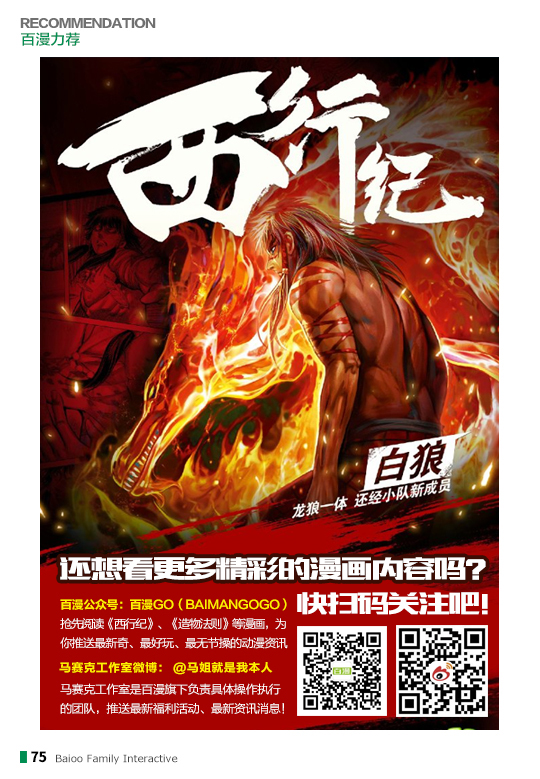 RECOMMENDATION
百漫力荐
西行纪
白狼
龙狼一体 还经小队新成员
还想看更多精彩的漫画内容吗？
百漫公众号：百漫GO（BAIMANGOGO）
抢先阅读《西行纪》、《造物法则》等漫画，为
你推送最新奇、最好玩、最无节操的动漫资讯
马赛克工作室微博： @马姐就是我本人
马赛克工作室是百漫旗下负责具体操作执行
的团队，推送最新福利活动、最新资讯消息！
快扫码关注吧！
百漫
75 Baioo Family Interactive